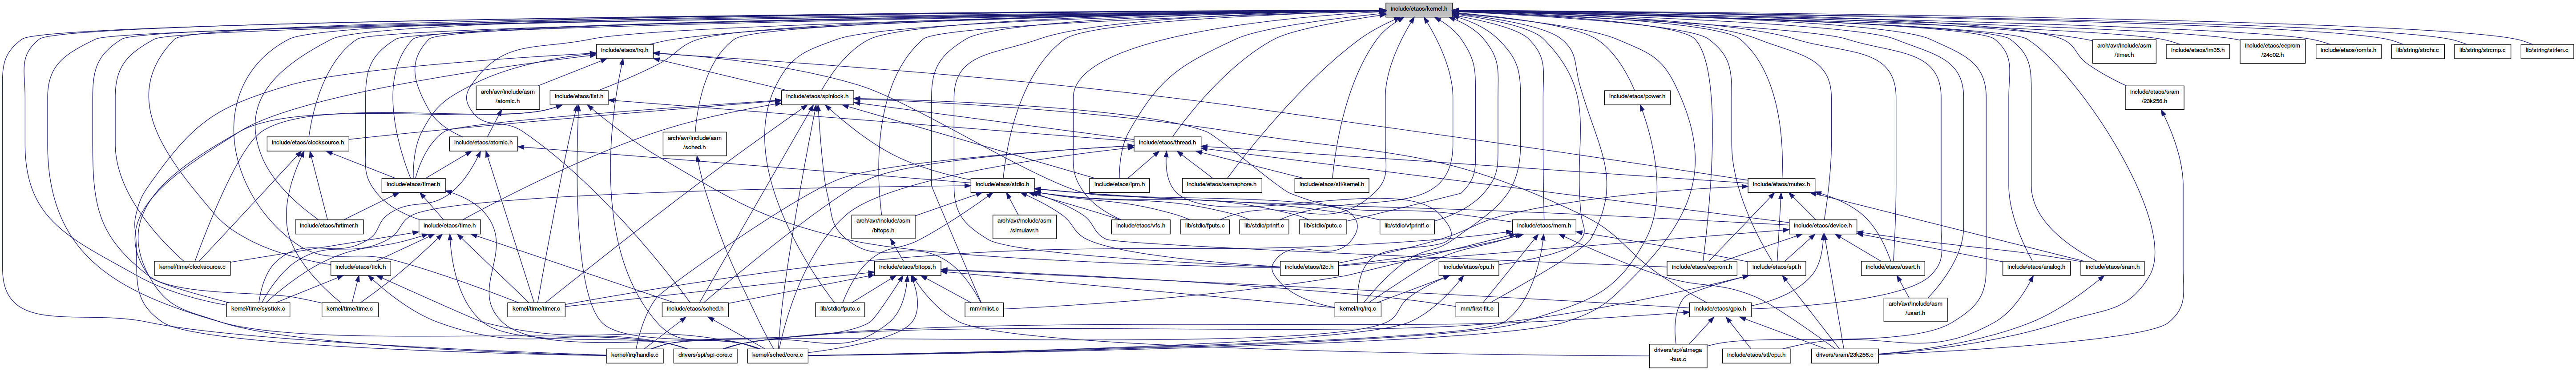 include/etaos/kernel.h
include/etaos/irq.h
arch/avr/include/asm
/timer.h
include/etaos/lm35.h
include/etaos/eeprom
/24c02.h
include/etaos/romfs.h
lib/string/strchr.c
lib/string/strcmp.c
lib/string/strlen.c
arch/avr/include/asm
/atomic.h
include/etaos/list.h
include/etaos/spinlock.h
include/etaos/power.h
include/etaos/sram
/23k256.h
include/etaos/clocksource.h
include/etaos/atomic.h
arch/avr/include/asm
/sched.h
include/etaos/thread.h
include/etaos/timer.h
include/etaos/stdio.h
include/etaos/ipm.h
include/etaos/semaphore.h
include/etaos/stl/kernel.h
include/etaos/mutex.h
include/etaos/hrtimer.h
include/etaos/time.h
arch/avr/include/asm
/bitops.h
arch/avr/include/asm
/simulavr.h
include/etaos/vfs.h
lib/stdio/fputs.c
lib/stdio/printf.c
lib/stdio/putc.c
lib/stdio/vfprintf.c
include/etaos/mem.h
include/etaos/device.h
kernel/time/clocksource.c
include/etaos/tick.h
include/etaos/bitops.h
include/etaos/i2c.h
include/etaos/cpu.h
include/etaos/eeprom.h
include/etaos/spi.h
include/etaos/usart.h
include/etaos/analog.h
include/etaos/sram.h
kernel/time/systick.c
kernel/time/time.c
kernel/time/timer.c
include/etaos/sched.h
lib/stdio/fputc.c
mm/mlist.c
kernel/irq/irq.c
mm/first-fit.c
include/etaos/gpio.h
arch/avr/include/asm
/usart.h
kernel/irq/handle.c
drivers/spi/spi-core.c
kernel/sched/core.c
drivers/spi/atmega
-bus.c
include/etaos/stl/cpu.h
drivers/sram/23k256.c